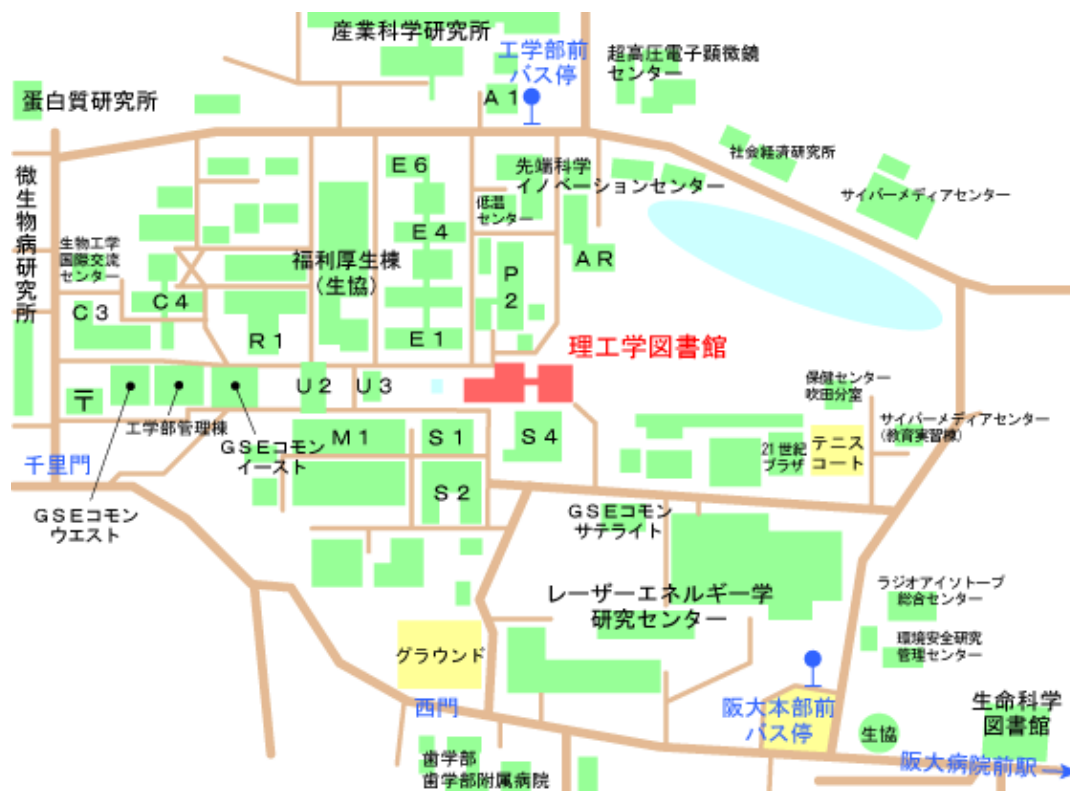 産業科学研究所
工学部前
バス停
超高圧電子顕微鏡
センター
蛋白質研究所
A1
社会経済研究所
微生物病研究所
E6
先端科学
イノベーションセンター
サイバーメディアセンター
低温
センター
生物工学
国際交流
センター
E4
福利厚生棟
(生協)
AR
P2
C4
C3
R1
E1
理工学図書館
〒
U2
U3
保健センター
吹田分室
工学部管理棟
サイバーメディアセンター
(教育実習棟)
M1
S1
S4
GSEコモン
イースト
21世紀
プラザ
テニス
コート
千里門
S2
GSEコモン
ウエスト
GSEコモン
サテライト
レーザーエネルギー学
研究センター
ラジオアイソトープ
総合センター
環境安全研究
管理センター
グラウンド
西門
阪大本部前
バス停
生命科学
図書館
生協
歯学部
歯学部附属病院
阪大病院前駅→